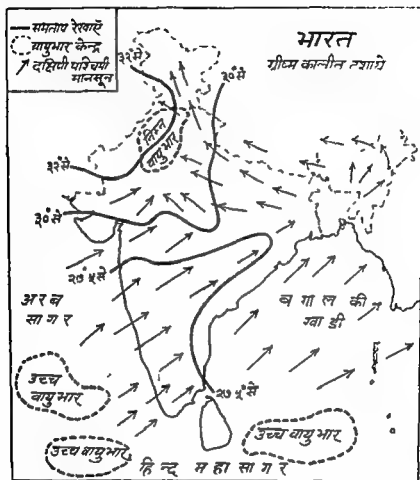 समताप रेखाएँ
वायुभार केन्द्र
दक्षिणी पश्चिमी
मानसून
भारत
ग्रीष्म कालीन दशाये
३२° से
३०° से
निम्न
वायुभार
३२° से
३०° से
२७·५° से
अरब
सागर
बगाल की
खाडी
उच्च
वायुभार
२७·५° से
उच्च वायुभार
उच्च वायुभार
हिन्द महासागर